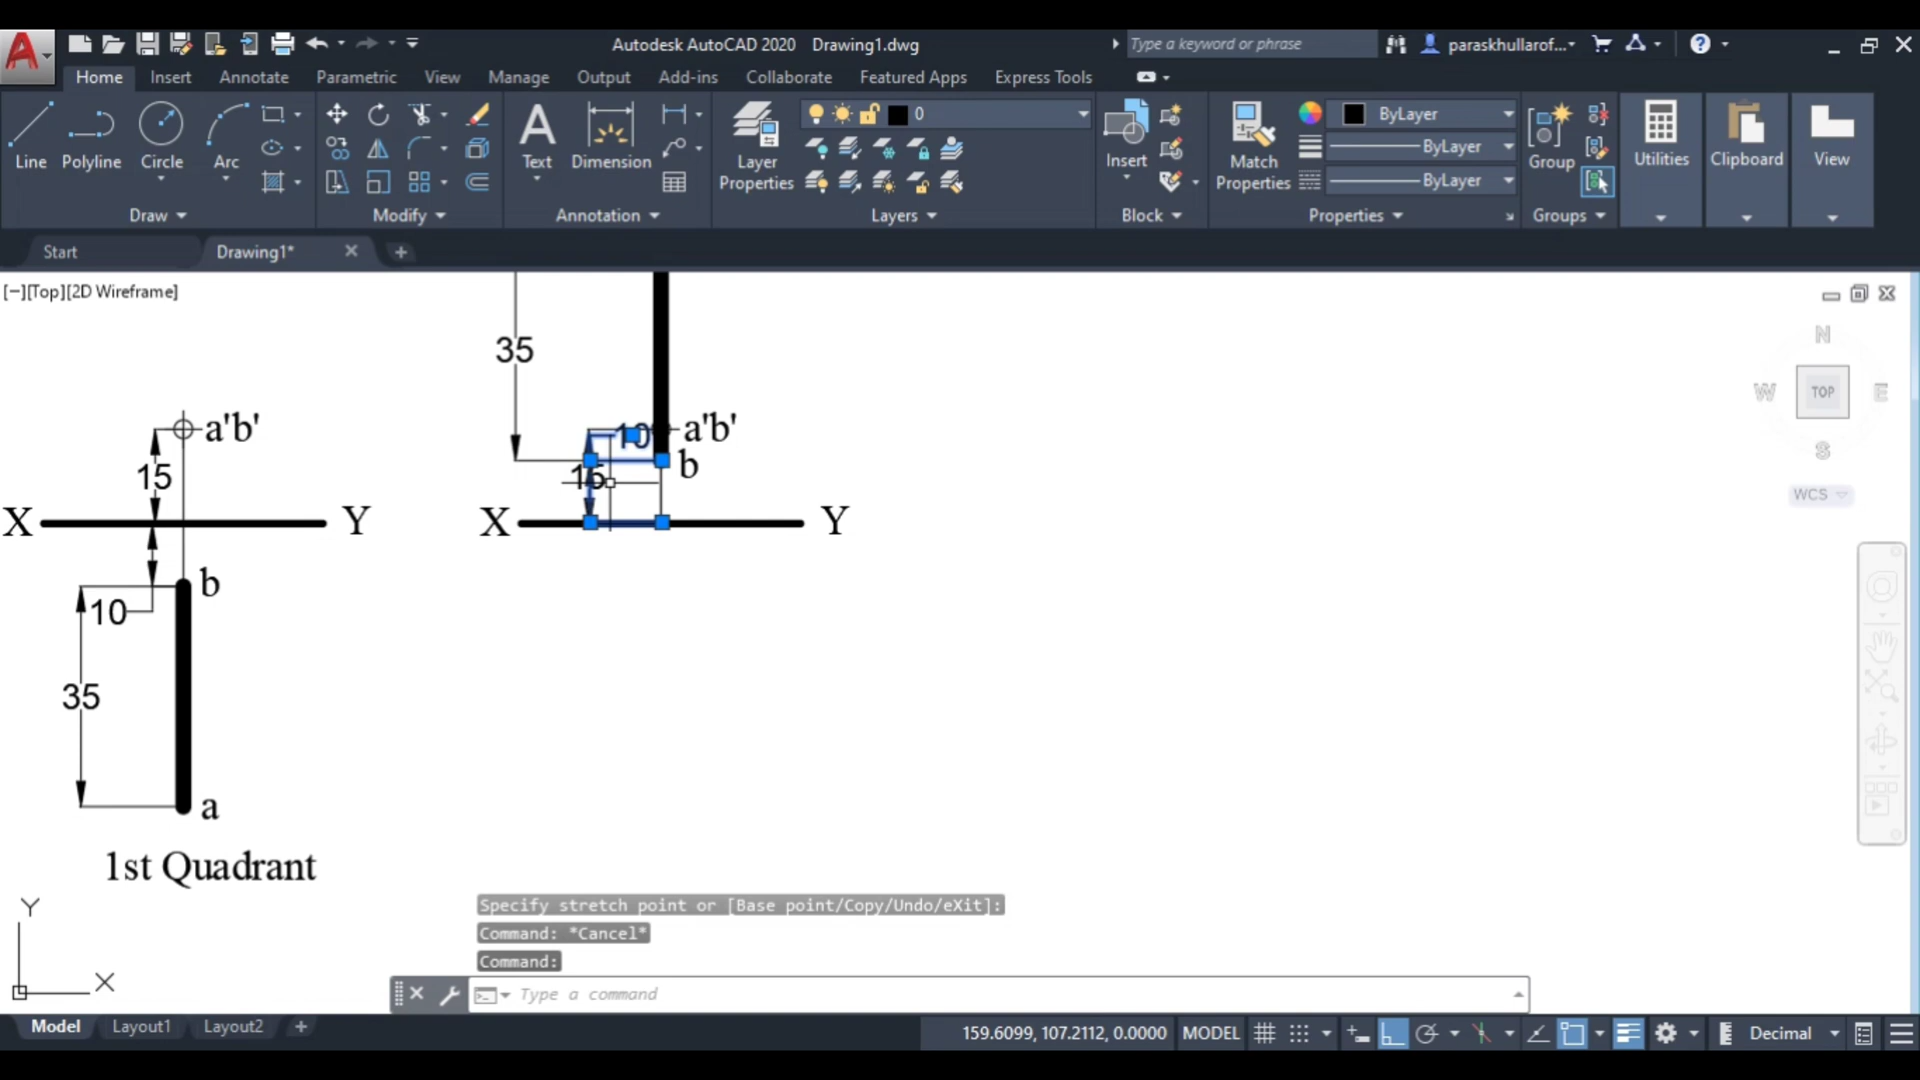 Autodesk AutoCAD 2020 Drawing1.dwg
Type a keyword or phrase
paraskhullarof...
Home Insert Annotate Parametric View Manage Output Add-ins Collaborate Featured Apps Express Tools
Line Polyline Circle Arc
Text Dimension
Layer Properties
0
Insert
Match Properties
ByLayer
ByLayer
ByLayer
Group
Utilities
Clipboard
View
Draw Modify Annotation Layers Block Properties Groups
Start Drawing1*
[−][Top][2D Wireframe]
N
W TOP E
S
WCS
35
a'b' 10 a'b'
15 15 b
X Y X Y
b
10
35
a
1st Quadrant
Y
X
Specify stretch point or [Base point/Copy/Undo/eXit]:
Command: *Cancel*
Command:
Type a command
Model Layout1 Layout2
159.6099, 107.2112, 0.0000 MODEL Decimal